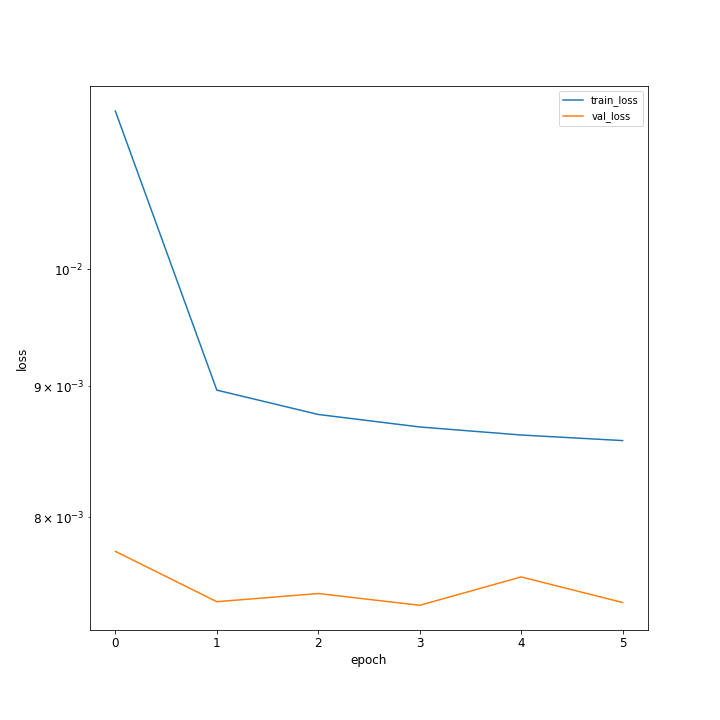 train_loss
val_loss
10⁻²
loss
9 × 10⁻³
8 × 10⁻³
0 1 2 3 4 5
epoch